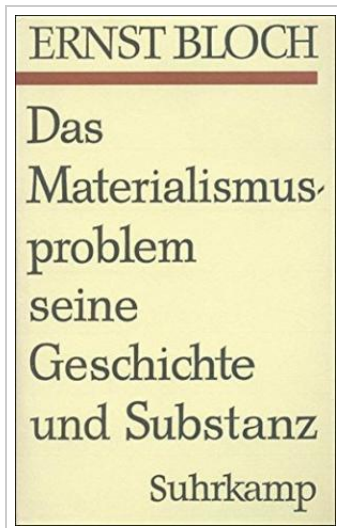 ERNST BLOCH
Das
Materialismus-
problem
seine
Geschichte
und Substanz
Suhrkamp